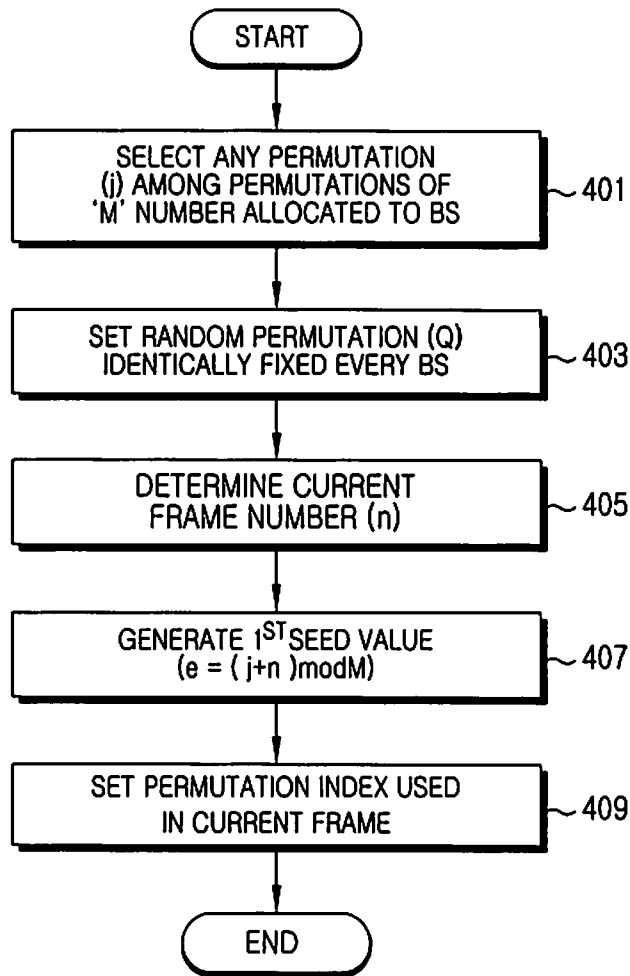 START
SELECT ANY PERMUTATION
(j) AMONG PERMUTATIONS OF
'M' NUMBER ALLOCATED TO BS
401
SET RANDOM PERMUTATION (Q)
IDENTICALLY FIXED EVERY BS
403
DETERMINE CURRENT
FRAME NUMBER (n)
405
GENERATE 1ST SEED VALUE
(e = ( j+n )modM)
407
SET PERMUTATION INDEX USED
IN CURRENT FRAME
409
END